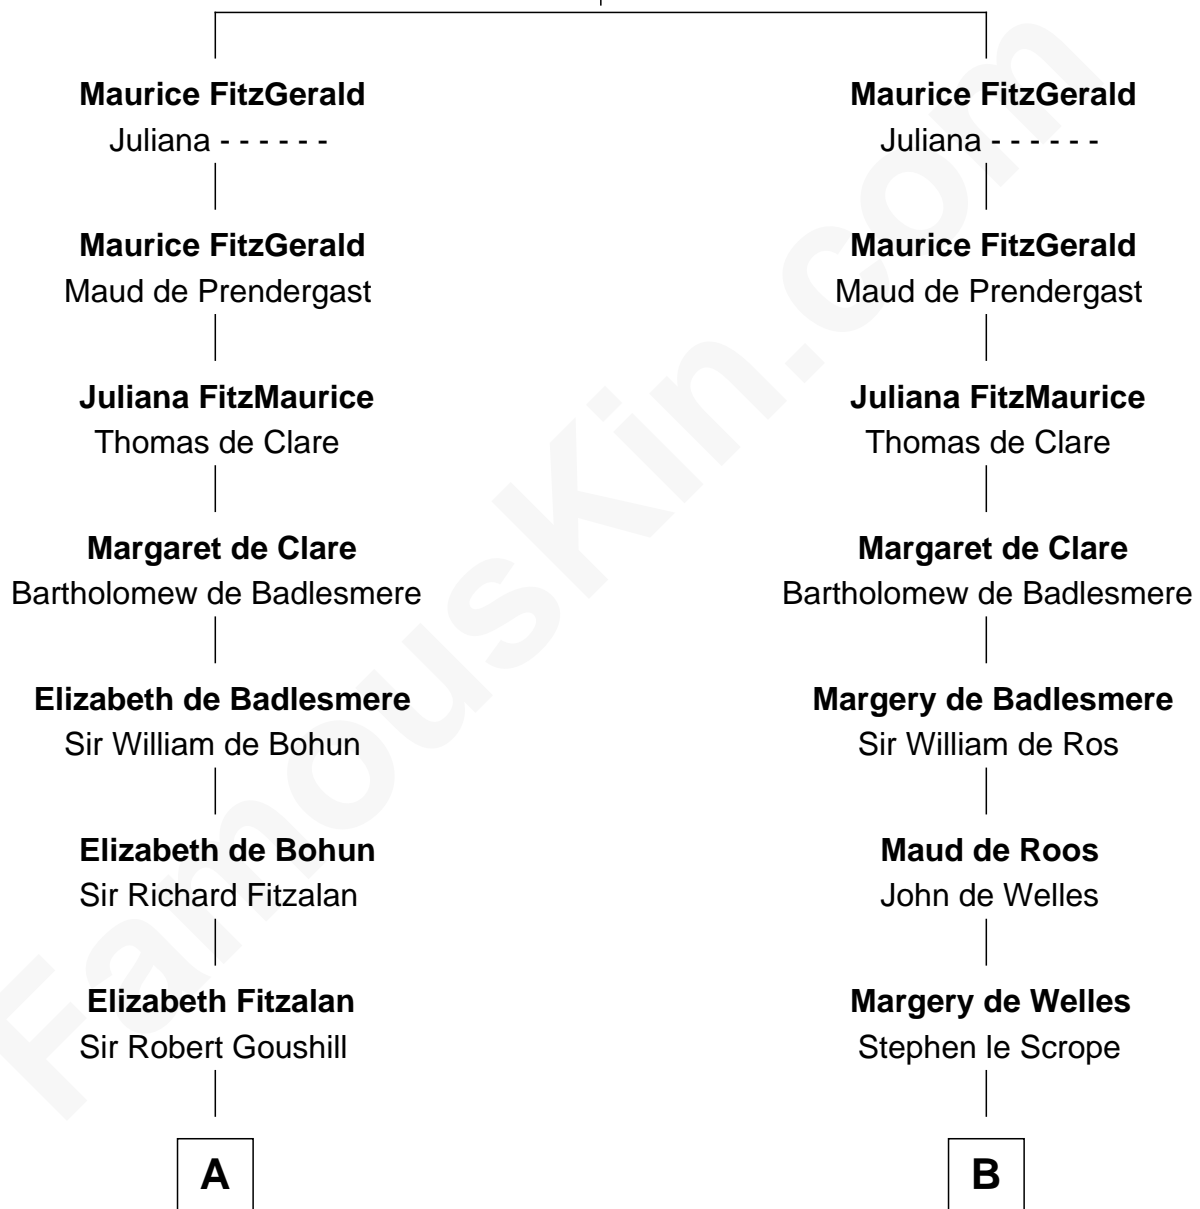 Maurice FitzGerald
Juliana - - - - - -
Maurice FitzGerald
Maud de Prendergast
Juliana FitzMaurice
Thomas de Clare
Margaret de Clare
Bartholomew de Badlesmere
Elizabeth de Badlesmere
Sir William de Bohun
Elizabeth de Bohun
Sir Richard Fitzalan
Elizabeth Fitzalan
Sir Robert Goushill
A
Maurice FitzGerald
Juliana - - - - - -
Maurice FitzGerald
Maud de Prendergast
Juliana FitzMaurice
Thomas de Clare
Margaret de Clare
Bartholomew de Badlesmere
Margery de Badlesmere
Sir William de Ros
Maud de Roos
John de Welles
Margery de Welles
Stephen le Scrope
B
FamousKin.com